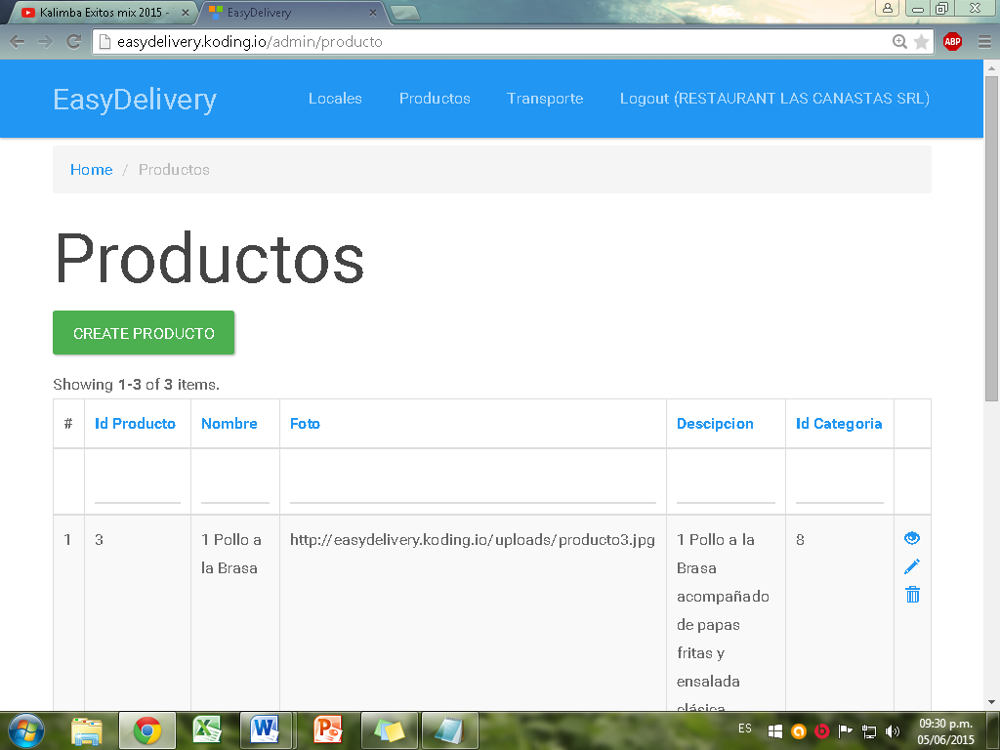 Kalimba Exitos mix 2015 -
EasyDelivery
easydelivery.koding.io/admin/producto
ABP
EasyDelivery
Locales
Productos
Transporte
Logout (RESTAURANT LAS CANASTAS SRL)
Home / Productos
Productos
CREATE PRODUCTO
Showing 1-3 of 3 items.
# Id Producto Nombre Foto Descipcion Id Categoria
1 3 1 Pollo a http://easydelivery.koding.io/uploads/producto3.jpg 1 Pollo a la 8
la Brasa Brasa
acompañado
de papas
fritas y
ensalada
clásica
ES
09:30 p.m.
05/06/2015